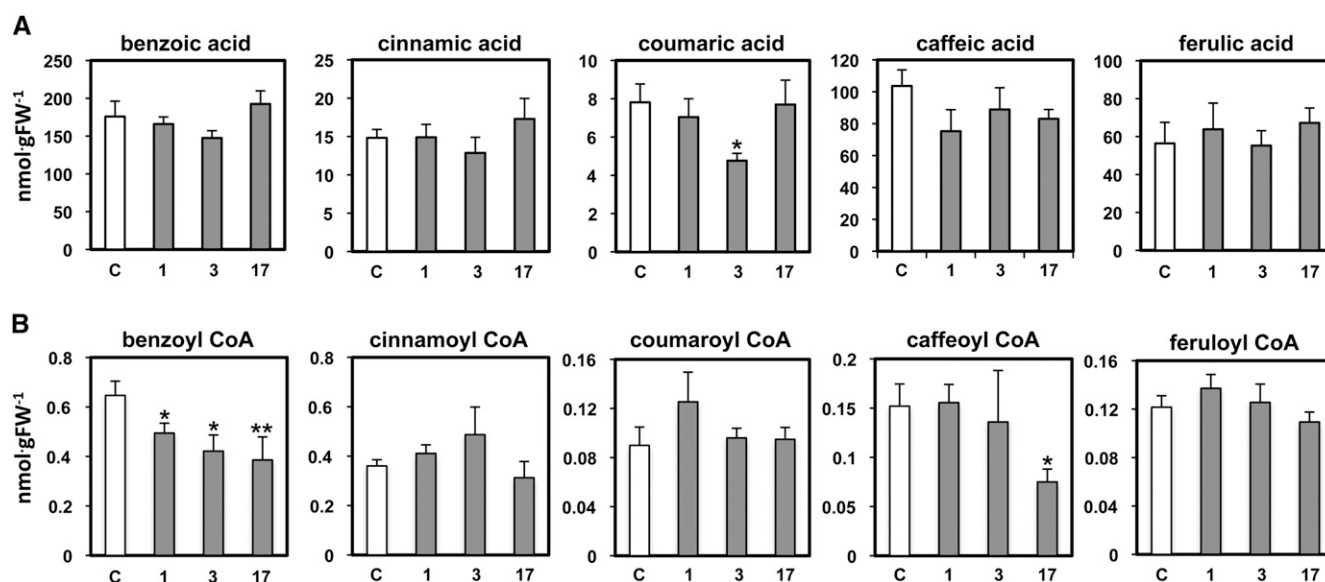 A
benzoic acid
cinnamic acid
coumaric acid
caffeic acid
ferulic acid
nmol·gFW⁻¹
250
200
150
100
50
0
C 1 3 17
25
20
15
10
5
0
C 1 3 17
10
8
6
4
2
0
*
C 1 3 17
120
100
80
60
40
20
0
C 1 3 17
100
80
60
40
20
0
C 1 3 17
B
benzoyl CoA
cinnamoyl CoA
coumaroyl CoA
caffeoyl CoA
feruloyl CoA
nmol·gFW⁻¹
0.8
0.6
0.4
0.2
0
* * **
C 1 3 17
0.8
0.6
0.4
0.2
0
C 1 3 17
0.16
0.12
0.08
0.04
0
C 1 3 17
0.2
0.15
0.1
0.05
0
*
C 1 3 17
0.16
0.12
0.08
0.04
0
C 1 3 17